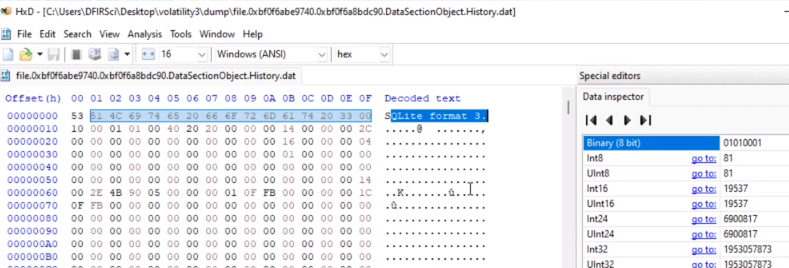 HxD - [C:\Users\DFIRSci\Desktop\volatility3\dump\file.0xbf0f6abe9740.0xbf0f6a8bdc90.DataSectionObject.History.dat]
File Edit Search View Analysis Tools Window Help
16 Windows (ANSI) hex
file.0xbf0f6abe9740.0xbf0f6a8bdc90.DataSectionObject.History.dat Special editors
Offset(h) 00 01 02 03 04 05 06 07 08 09 0A 0B 0C 0D 0E 0F Decoded text Data inspector
00000000 53 51 4C 69 74 65 20 66 6F 72 6D 61 74 20 33 00 SQLite format 3.
00000010 10 00 01 01 00 40 20 20 00 00 00 14 00 00 00 2C .....@  .......,
00000020 00 00 00 00 00 00 00 00 00 00 00 16 00 00 00 04 ................
Binary (8 bit) 01010001
00000030 00 00 00 00 00 00 00 00 00 00 00 01 00 00 00 00 ................
Int8 go to: 81
00000040 00 00 00 00 00 00 00 00 00 00 00 00 00 00 00 00 ................
UInt8 go to: 81
00000050 00 00 00 00 00 00 00 00 00 00 00 00 00 00 00 14 ................
Int16 go to: 19537
00000060 00 2E 4B 90 05 00 00 00 01 0F FB 00 00 00 00 1C ..K.......û.....
UInt16 go to: 19537
00000070 0F FB 00 00 00 00 00 00 00 00 00 00 00 00 00 00 .û..............
Int24 go to: 6900817
00000080 00 00 00 00 00 00 00 00 00 00 00 00 00 00 00 00 ................
UInt24 go to: 6900817
00000090 00 00 00 00 00 00 00 00 00 00 00 00 00 00 00 00 ................
000000A0 00 00 00 00 00 00 00 00 00 00 00 00 00 00 00 00 ................
Int32 go to: 1953057873
000000B0 00 00 00 00 00 00 00 00 00 00 00 00 00 00 00 00 ................
UInt32 go to: 1953057873